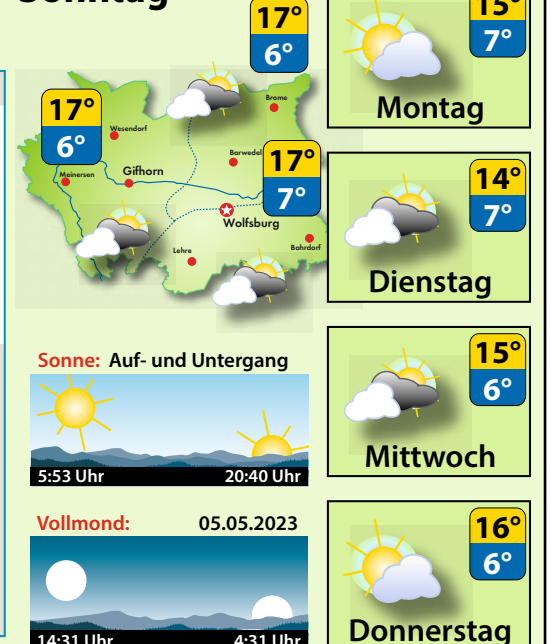 Sonntag
17°
6°
17°
6°
17°
7°
Brome
Wesendorf
Barwedel
Meinersen
Gifhorn
Wolfsburg
Lehre
Bahrdorf
Sonne: Auf- und Untergang
5:53 Uhr 20:40 Uhr
Vollmond: 05.05.2023
14:31 Uhr 4:31 Uhr
15°
7°
Montag
14°
7°
Dienstag
15°
6°
Mittwoch
16°
6°
Donnerstag